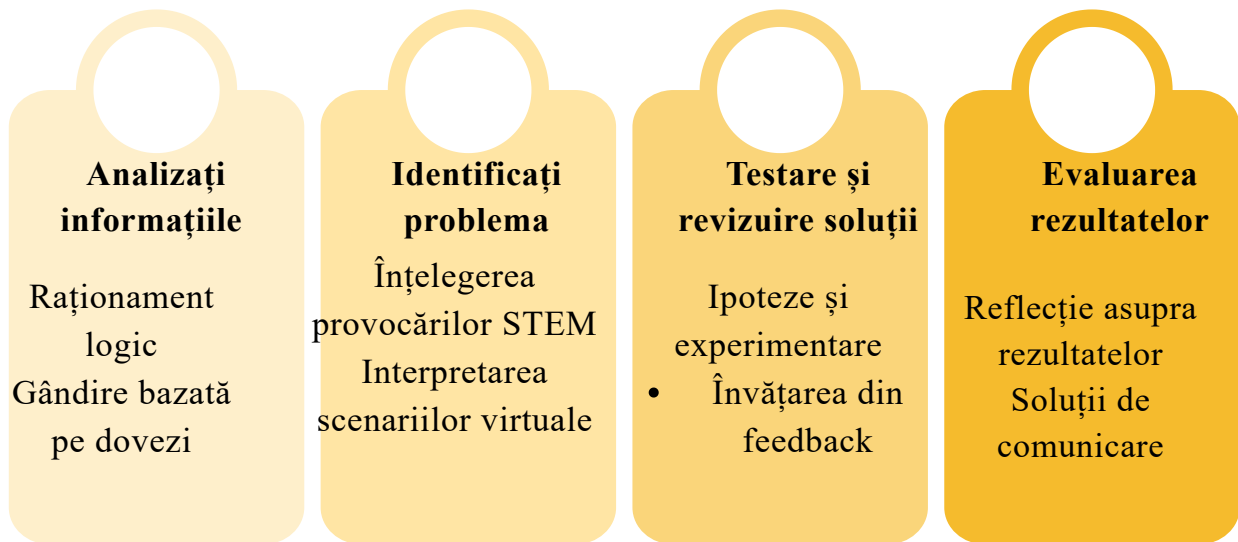 Analizați
informațiile
Raționament
logic
Gândire bazată
pe dovezi
Identificați
problema
Înțelegerea
provocărilor STEM
Interpretarea
scenariilor virtuale
Testare și
revizuire soluții
Ipoteze și
experimentare
• Învățarea din
feedback
Evaluarea
rezultatelor
Reflecție asupra
rezultatelor
Soluții de
comunicare